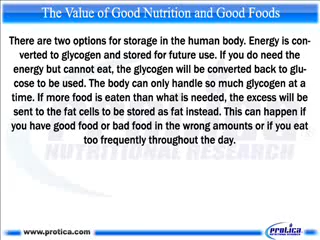 The Value of Good Nutrition and Good Foods
There are two options for storage in the human body. Energy is con-
verted to glycogen and stored for future use. If you do need the
energy but cannot eat, the glycogen will be converted back to glu-
cose to be used. The body can only handle so much glycogen at a
time. If more food is eaten than what is needed, the excess will be
sent to the fat cells to be stored as fat instead. This can happen if
you have good food or bad food in the wrong amounts or if you eat
too frequently throughout the day.
PROTICA
NUTRITIONAL RESEARCH
www.protica.com
protica